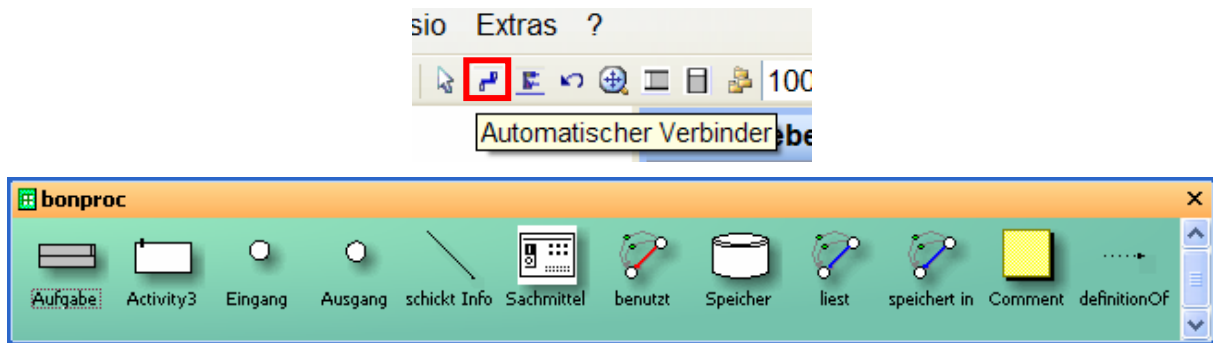 sio Extras ?
100
Automatischer Verbinder
ebe
bonproc
Aufgabe Activity3 Eingang Ausgang schickt Info Sachmittel benutzt Speicher liest speichert in Comment definitionOf